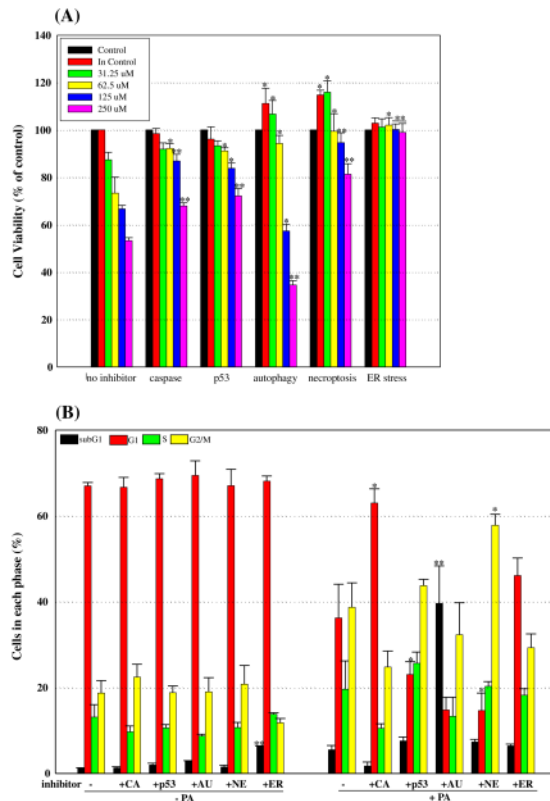 (A)
140
120
100
80
60
40
20
0
Cell Viability (% of control)
Control
In Control
31.25 uM
62.5 uM
125 uM
250 uM
* ** * * * ** * * * * ** * * * ** ** * **
no inhibitor caspase p53 autophagy necroptosis ER stress
(B)
80
60
40
20
0
Cells in each phase (%)
subG1 G1 S G2/M
** * * ** * *
inhibitor - +CA +p53 +AU +NE +ER - +CA +p53 +AU +NE +ER
- PA + PA